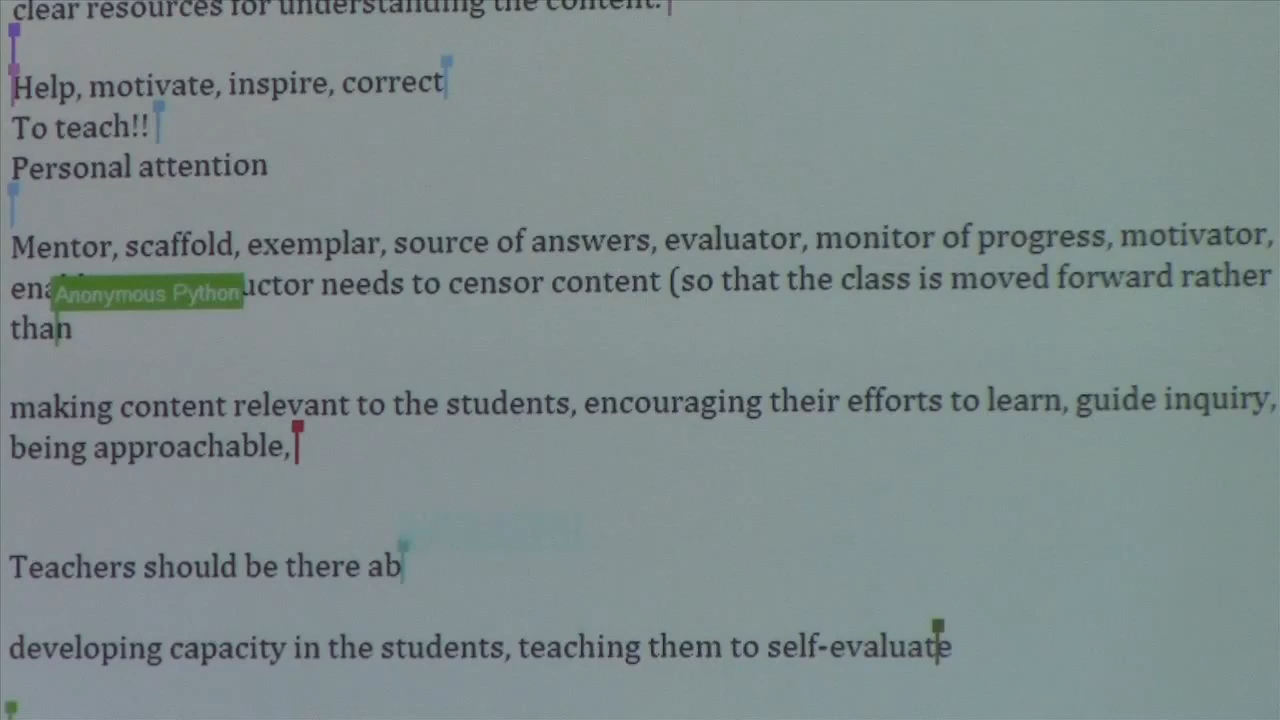 clear resources for understanding the content.
Help, motivate, inspire, correct
To teach!!
Personal attention
Mentor, scaffold, exemplar, source of answers, evaluator, monitor of progress, motivator,
Anonymous Python needs to censor content (so that the class is moved forward rather
than
making content relevant to the students, encouraging their efforts to learn, guide inquiry,
being approachable,
Teachers should be there ab
developing capacity in the students, teaching them to self-evaluate